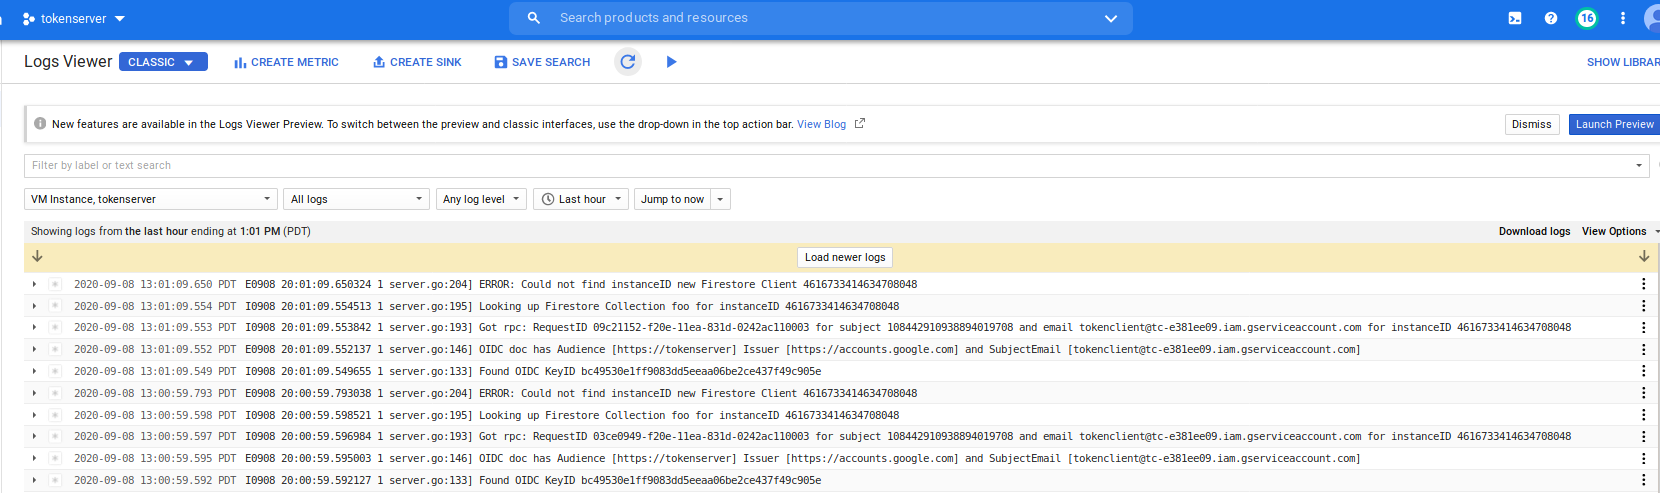 tokenserver
Search products and resources
16
Logs Viewer CLASSIC CREATE METRIC CREATE SINK SAVE SEARCH SHOW LIBRAR
New features are available in the Logs Viewer Preview. To switch between the preview and classic interfaces, use the drop-down in the top action bar. View Blog
Dismiss Launch Preview
Filter by label or text search
VM Instance, tokenserver All logs Any log level Last hour Jump to now
Showing logs from the last hour ending at 1:01 PM (PDT) Download logs View Options
Load newer logs
2020-09-08 13:01:09.650 PDT E0908 20:01:09.650324 1 server.go:204] ERROR: Could not find instanceID new Firestore Client 4616733414634708048
2020-09-08 13:01:09.554 PDT I0908 20:01:09.554513 1 server.go:195] Looking up Firestore Collection foo for instanceID 4616733414634708048
2020-09-08 13:01:09.553 PDT I0908 20:01:09.553842 1 server.go:193] Got rpc: RequestID 09c21152-f20e-11ea-831d-0242ac110003 for subject 108442910938894019708 and email tokenclient@tc-e381ee09.iam.gserviceaccount.com for instanceID 4616733414634708048
2020-09-08 13:01:09.552 PDT E0908 20:01:09.552137 1 server.go:146] OIDC doc has Audience [https://tokenserver] Issuer [https://accounts.google.com] and SubjectEmail [tokenclient@tc-e381ee09.iam.gserviceaccount.com]
2020-09-08 13:01:09.549 PDT I0908 20:01:09.549655 1 server.go:133] Found OIDC KeyID bc49530e1ff9083dd5eeaa06be2ce437f49c905e
2020-09-08 13:00:59.793 PDT E0908 20:00:59.793038 1 server.go:204] ERROR: Could not find instanceID new Firestore Client 4616733414634708048
2020-09-08 13:00:59.598 PDT I0908 20:00:59.598521 1 server.go:195] Looking up Firestore Collection foo for instanceID 4616733414634708048
2020-09-08 13:00:59.597 PDT I0908 20:00:59.596984 1 server.go:193] Got rpc: RequestID 03ce0949-f20e-11ea-831d-0242ac110003 for subject 108442910938894019708 and email tokenclient@tc-e381ee09.iam.gserviceaccount.com for instanceID 4616733414634708048
2020-09-08 13:00:59.595 PDT E0908 20:00:59.595003 1 server.go:146] OIDC doc has Audience [https://tokenserver] Issuer [https://accounts.google.com] and SubjectEmail [tokenclient@tc-e381ee09.iam.gserviceaccount.com]
2020-09-08 13:00:59.592 PDT I0908 20:00:59.592127 1 server.go:133] Found OIDC KeyID bc49530e1ff9083dd5eeaa06be2ce437f49c905e